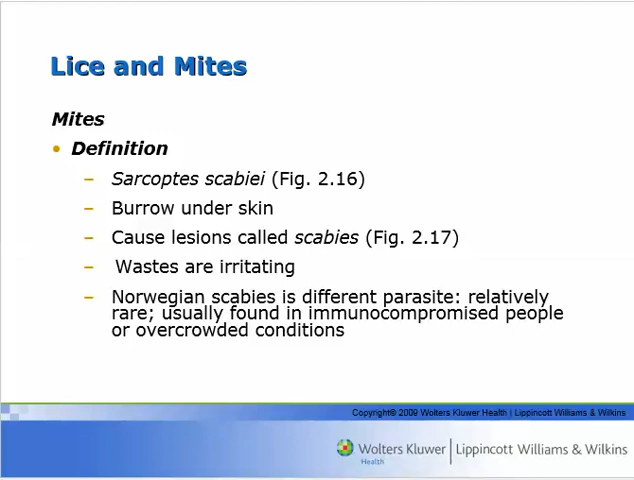 Lice and Mites
Mites
• Definition
– Sarcoptes scabiei (Fig. 2.16)
– Burrow under skin
– Cause lesions called scabies (Fig. 2.17)
– Wastes are irritating
– Norwegian scabies is different parasite: relatively
rare; usually found in immunocompromised people
or overcrowded conditions
Copyright© 2009 Wolters Kluwer Health | Lippincott Williams & Wilkins
Wolters Kluwer | Lippincott Williams & Wilkins
Health